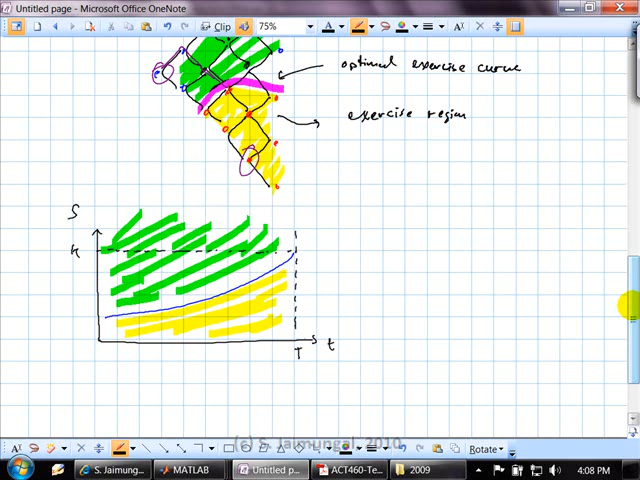 Untitled page - Microsoft Office OneNote
Clip
75%
optimal exercise curve
exercise region
S
K
T
t
(c) S. Jaimungal, 2010
Rotate
S. Jaimung...
MATLAB
Untitled p...
ACT460-Te...
2009
4:08 PM